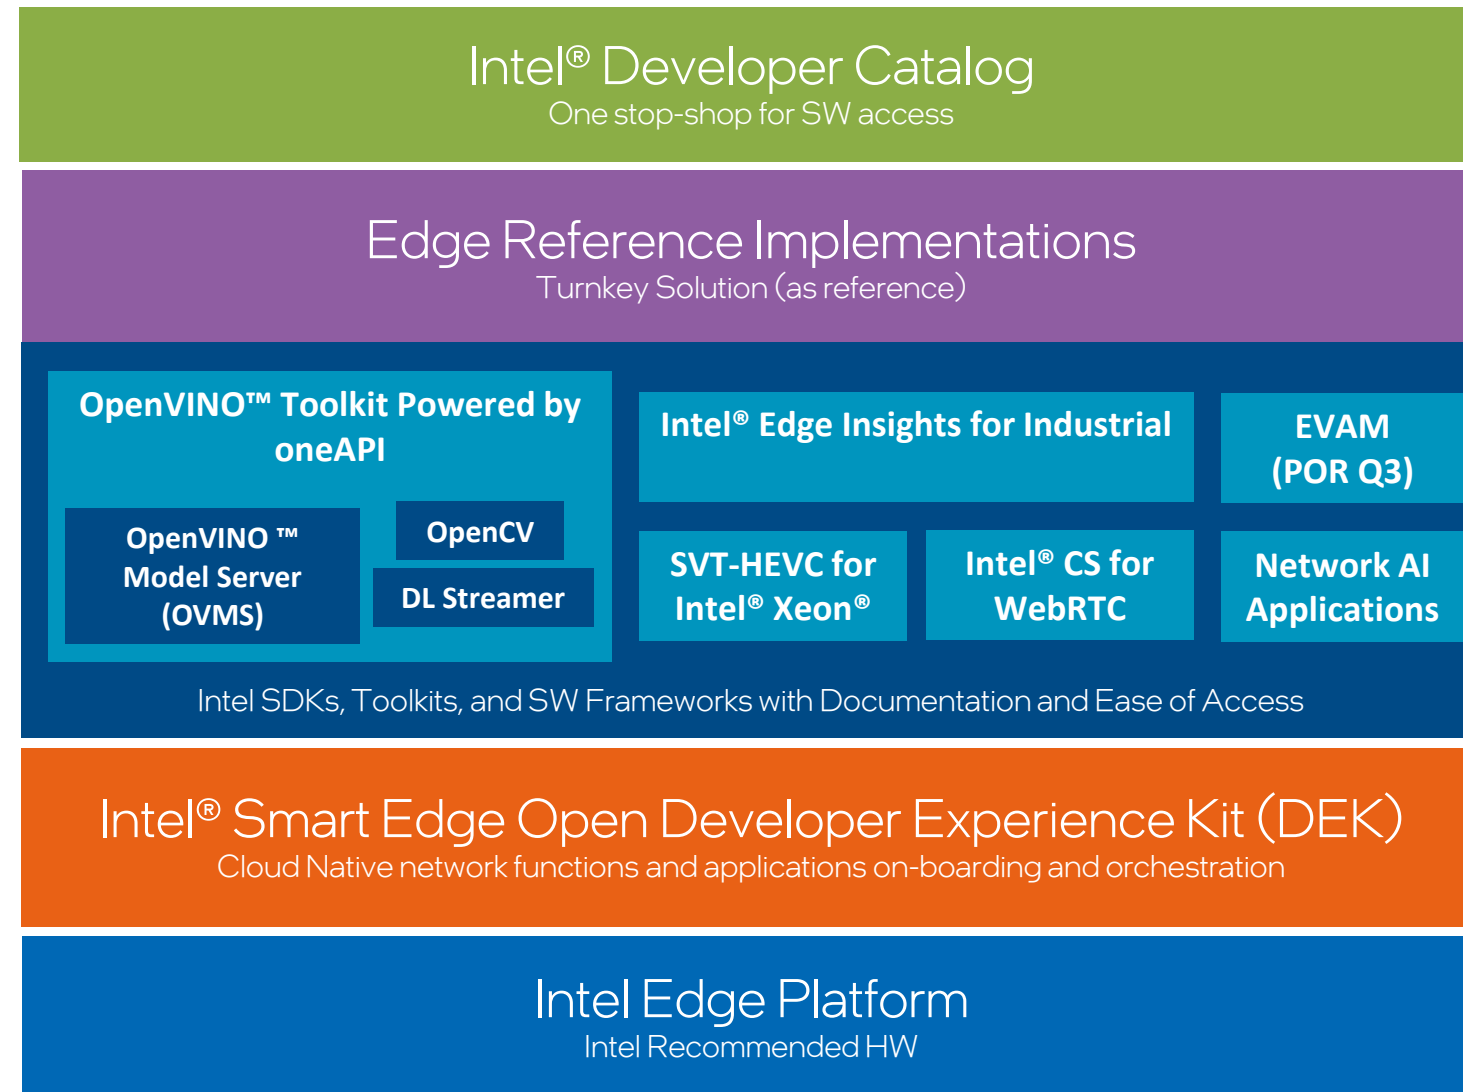 Intel® Developer Catalog
One stop-shop for SW access
Edge Reference Implementations
Turnkey Solution (as reference)
OpenVINO™ Toolkit Powered by
oneAPI
OpenVINO ™
Model Server
(OVMS)
OpenCV
DL Streamer
Intel® Edge Insights for Industrial
EVAM
(POR Q3)
SVT-HEVC for
Intel® Xeon®
Intel® CS for
WebRTC
Network AI
Applications
Intel SDKs, Toolkits, and SW Frameworks with Documentation and Ease of Access
Intel® Smart Edge Open Developer Experience Kit (DEK)
Cloud Native network functions and applications on-boarding and orchestration
Intel Edge Platform
Intel Recommended HW